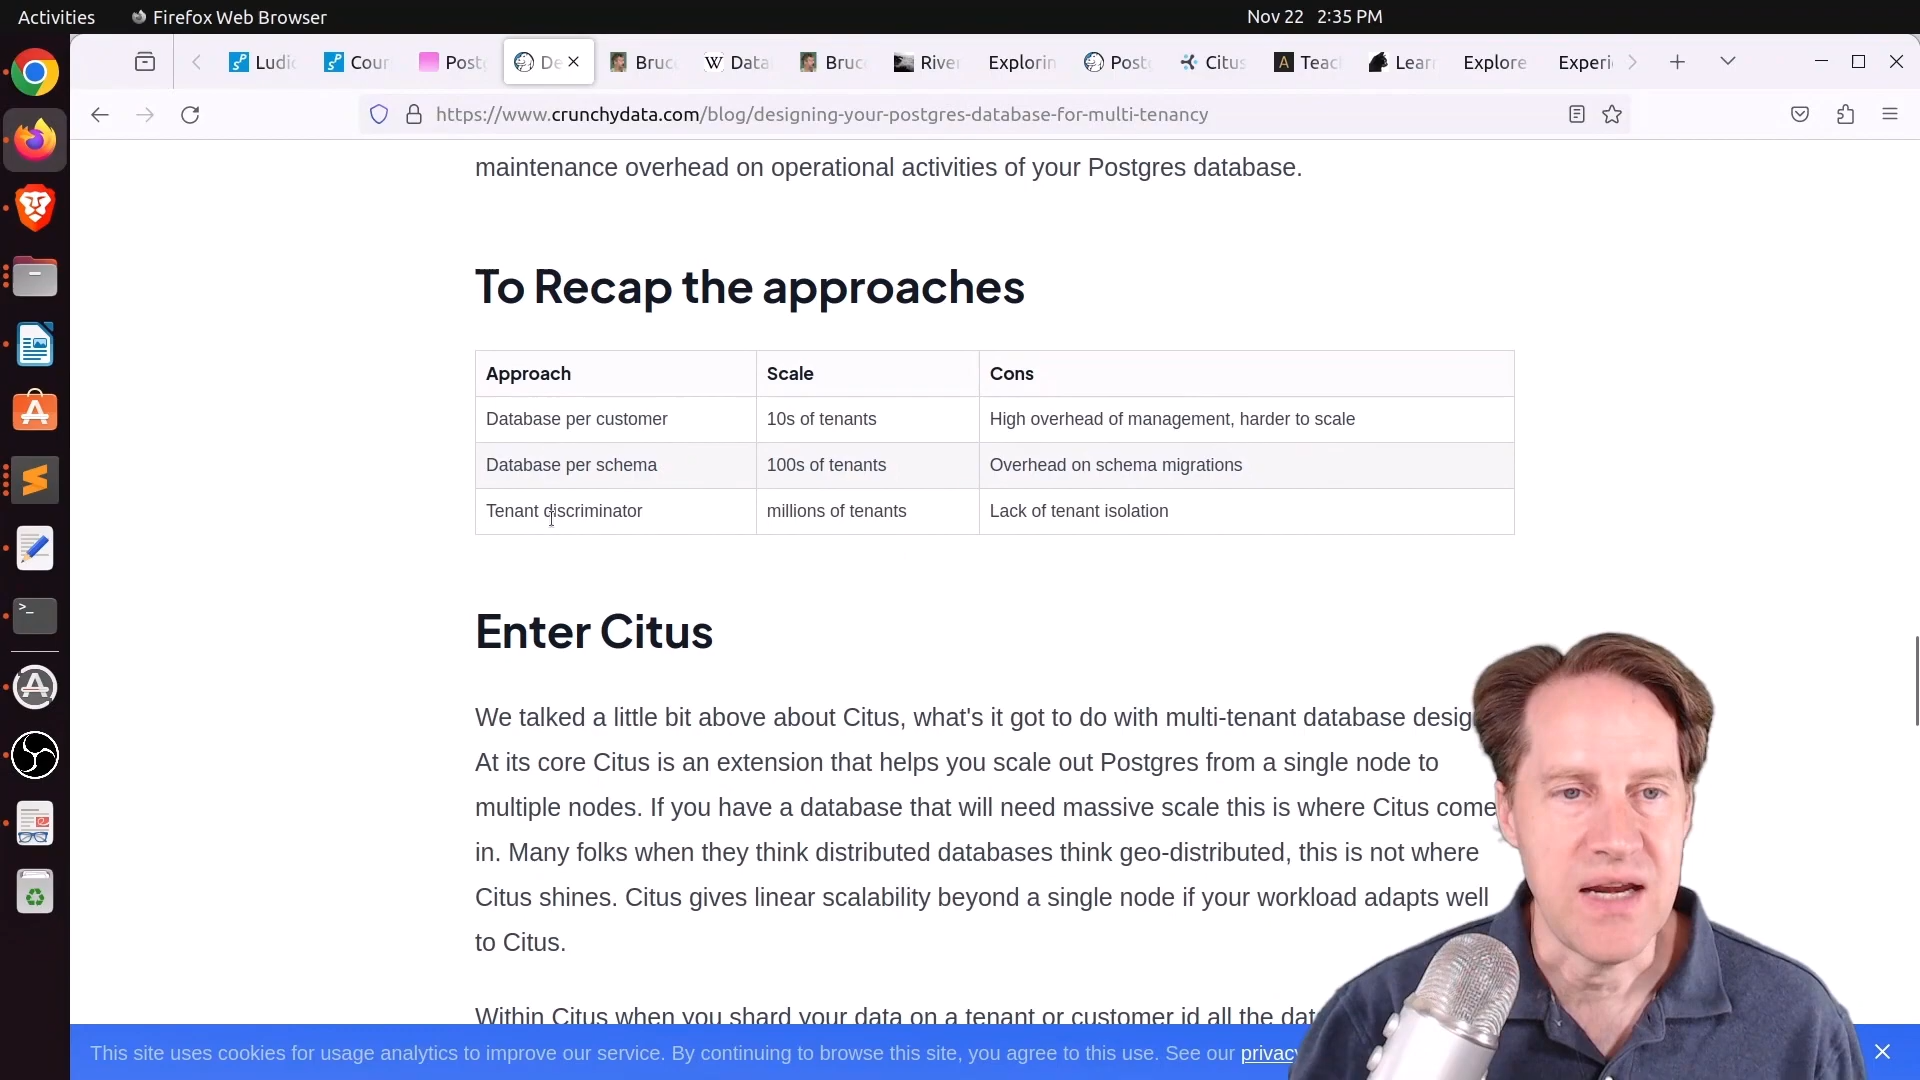 Activities
Firefox Web Browser
Nov 22 2:35 PM
Ludic
Cour
Postg
De
Bruce
Data
Bruce
River
Explorin
Postg
Citus
Teac
Lear
Explore
Experi
https://www.crunchydata.com/blog/designing-your-postgres-database-for-multi-tenancy
maintenance overhead on operational activities of your Postgres database.
To Recap the approaches
Approach Scale Cons
Database per customer 10s of tenants High overhead of management, harder to scale
Database per schema 100s of tenants Overhead on schema migrations
Tenant discriminator millions of tenants Lack of tenant isolation
Enter Citus
We talked a little bit above about Citus, what's it got to do with multi-tenant database desig
At its core Citus is an extension that helps you scale out Postgres from a single node to
multiple nodes. If you have a database that will need massive scale this is where Citus come
in. Many folks when they think distributed databases think geo-distributed, this is not where
Citus shines. Citus gives linear scalability beyond a single node if your workload adapts well
to Citus.
Within Citus when you shard your data on a tenant or customer id all the dat
This site uses cookies for usage analytics to improve our service. By continuing to browse this site, you agree to this use. See our privacy